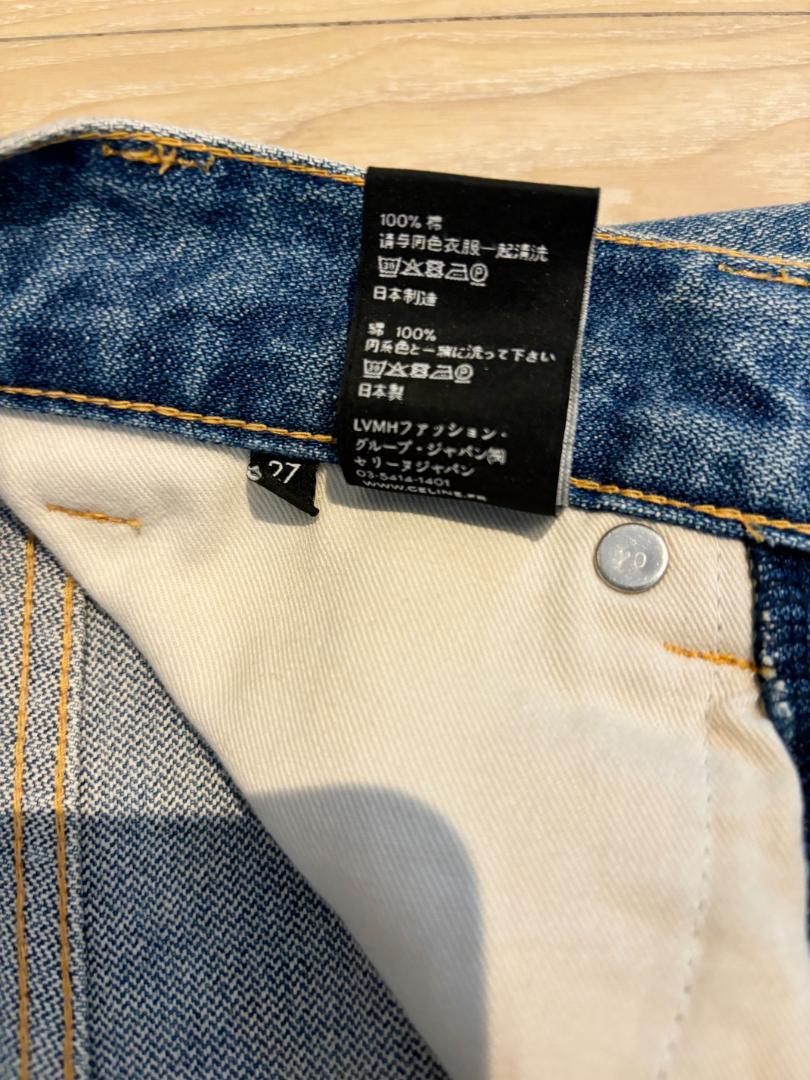 100% 棉
请与同色衣服一起清洗
日本制造
綿 100%
同系色と一緒に洗って下さい
日本製
LVMHファッション・
グループ・ジャパン㈱
セリーヌジャパン
03-5414-1401
WWW.CELINE.FR
27